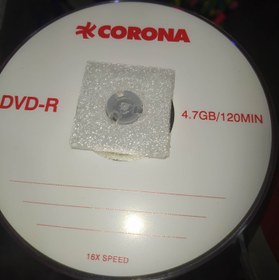 CORONA
DVD-R
4.7GB/120MIN
16X SPEED